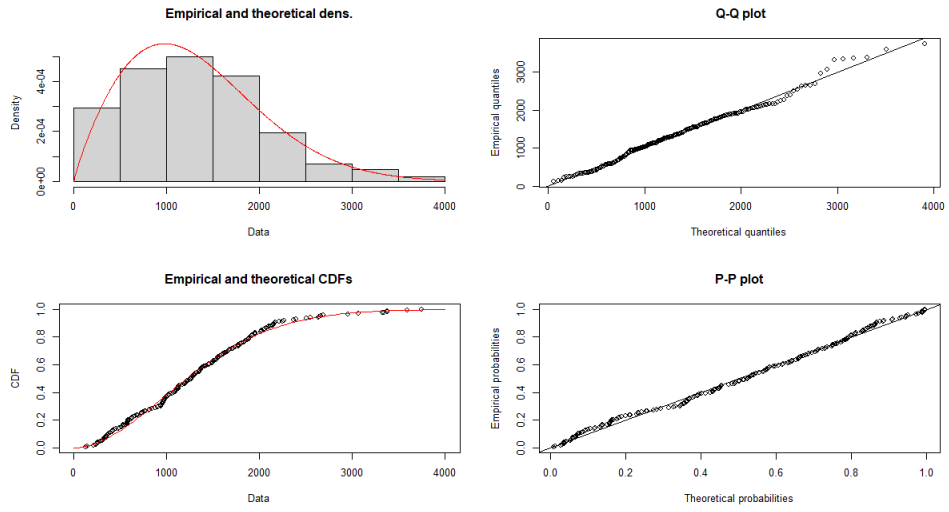 Empirical and theoretical dens.
Density
0e+00 2e-04 4e-04
0 1000 2000 3000 4000
Data
Q-Q plot
Empirical quantiles
0 1000 2000 3000
0 1000 2000 3000 4000
Theoretical quantiles
Empirical and theoretical CDFs
CDF
0.0 0.2 0.4 0.6 0.8 1.0
0 1000 2000 3000 4000
Data
P-P plot
Empirical probabilities
0.0 0.2 0.4 0.6 0.8 1.0
0.0 0.2 0.4 0.6 0.8 1.0
Theoretical probabilities